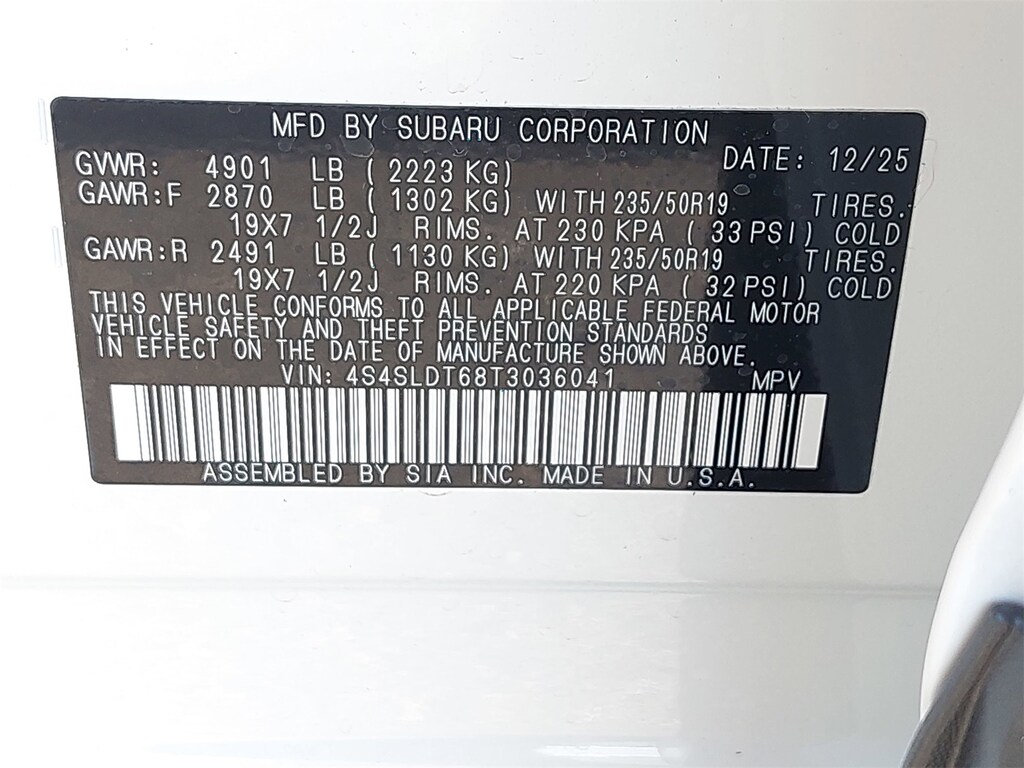 MFD BY SUBARU CORPORATION
GVWR: 4901 LB ( 2223 KG) DATE: 12/25
GAWR:F 2870 LB ( 1302 KG) WITH 235/50R19 TIRES.
19X7 1/2J RIMS. AT 230 KPA ( 33 PSI) COLD
GAWR:R 2491 LB ( 1130 KG) WITH 235/50R19 TIRES.
19X7 1/2J RIMS. AT 220 KPA ( 32 PSI) COLD
THIS VEHICLE CONFORMS TO ALL APPLICABLE FEDERAL MOTOR
VEHICLE SAFETY AND THEFT PREVENTION STANDARDS
IN EFFECT ON THE DATE OF MANUFACTURE SHOWN ABOVE.
VIN: 4S4SLDT68T3036041 MPV
ASSEMBLED BY SIA INC. MADE IN U.S.A.